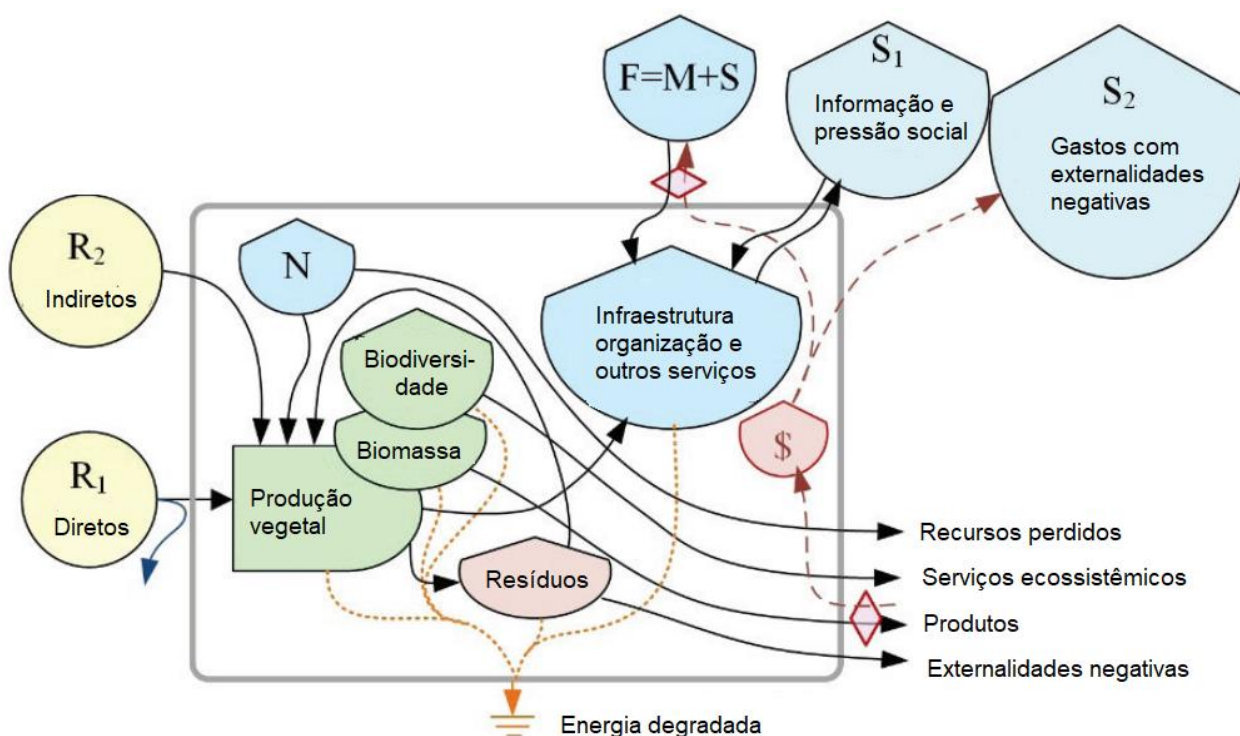 F=M+S
S1
Informação e
pressão social
S2
Gastos com
externalidades
negativas
R2
Indiretos
N
Infraestrutura
organização e
outros serviços
Biodiversi-
dade
Biomassa
$
R1
Diretos
Produção
vegetal
Resíduos
Recursos perdidos
Serviços ecossistêmicos
Produtos
Externalidades negativas
Energia degradada